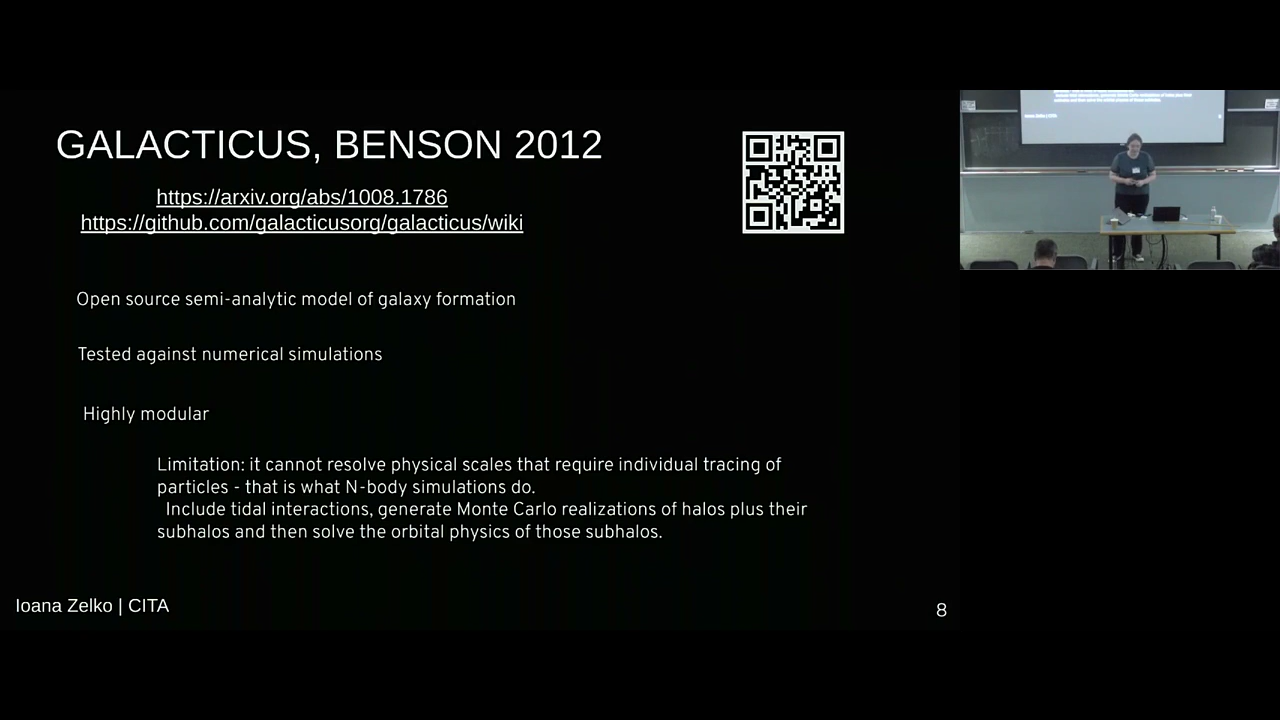 GALACTICUS, BENSON 2012
https://arxiv.org/abs/1008.1786
https://github.com/galacticusorg/galacticus/wiki
Open source semi-analytic model of galaxy formation
Tested against numerical simulations
Highly modular
Limitation: it cannot resolve physical scales that require individual tracing of
particles - that is what N-body simulations do.
Include tidal interactions, generate Monte Carlo realizations of halos plus their
subhalos and then solve the orbital physics of those subhalos.
Ioana Zelko | CITA
8